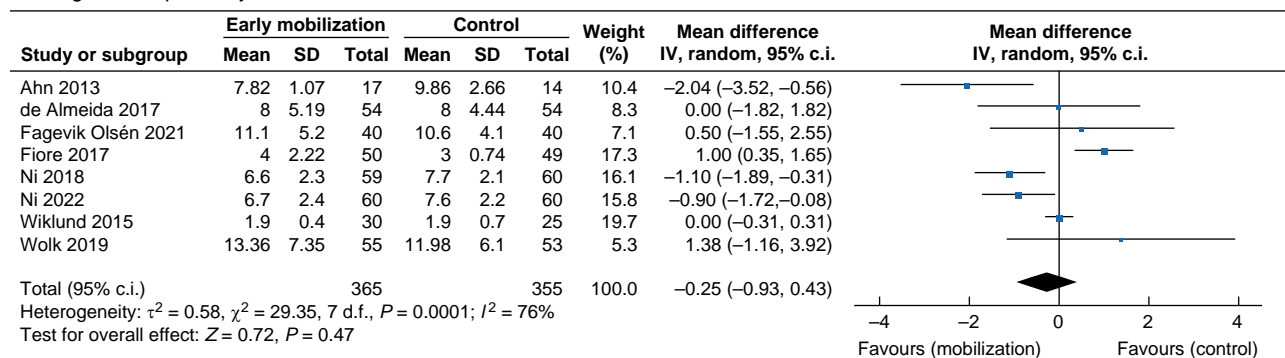 Early mobilization Control Weight Mean difference Mean difference
Study or subgroup Mean SD Total Mean SD Total (%) IV, random, 95% c.i. IV, random, 95% c.i.
Ahn 2013 7.82 1.07 17 9.86 2.66 14 10.4 −2.04 (−3.52, −0.56)
de Almeida 2017 8 5.19 54 8 4.44 54 8.3 0.00 (−1.82, 1.82)
Fagevik Olsén 2021 11.1 5.2 40 10.6 4.1 40 7.1 0.50 (−1.55, 2.55)
Fiore 2017 4 2.22 50 3 0.74 49 17.3 1.00 (0.35, 1.65)
Ni 2018 6.6 2.3 59 7.7 2.1 60 16.1 −1.10 (−1.89, −0.31)
Ni 2022 6.7 2.4 60 7.6 2.2 60 15.8 −0.90 (−1.72,−0.08)
Wiklund 2015 1.9 0.4 30 1.9 0.7 25 19.7 0.00 (−0.31, 0.31)
Wolk 2019 13.36 7.35 55 11.98 6.1 53 5.3 1.38 (−1.16, 3.92)
Total (95% c.i.) 365 355 100.0 −0.25 (−0.93, 0.43)
Heterogeneity: τ² = 0.58, χ² = 29.35, 7 d.f., P = 0.0001; I² = 76%
Test for overall effect: Z = 0.72, P = 0.47
−4 −2 0 2 4
Favours (mobilization) Favours (control)